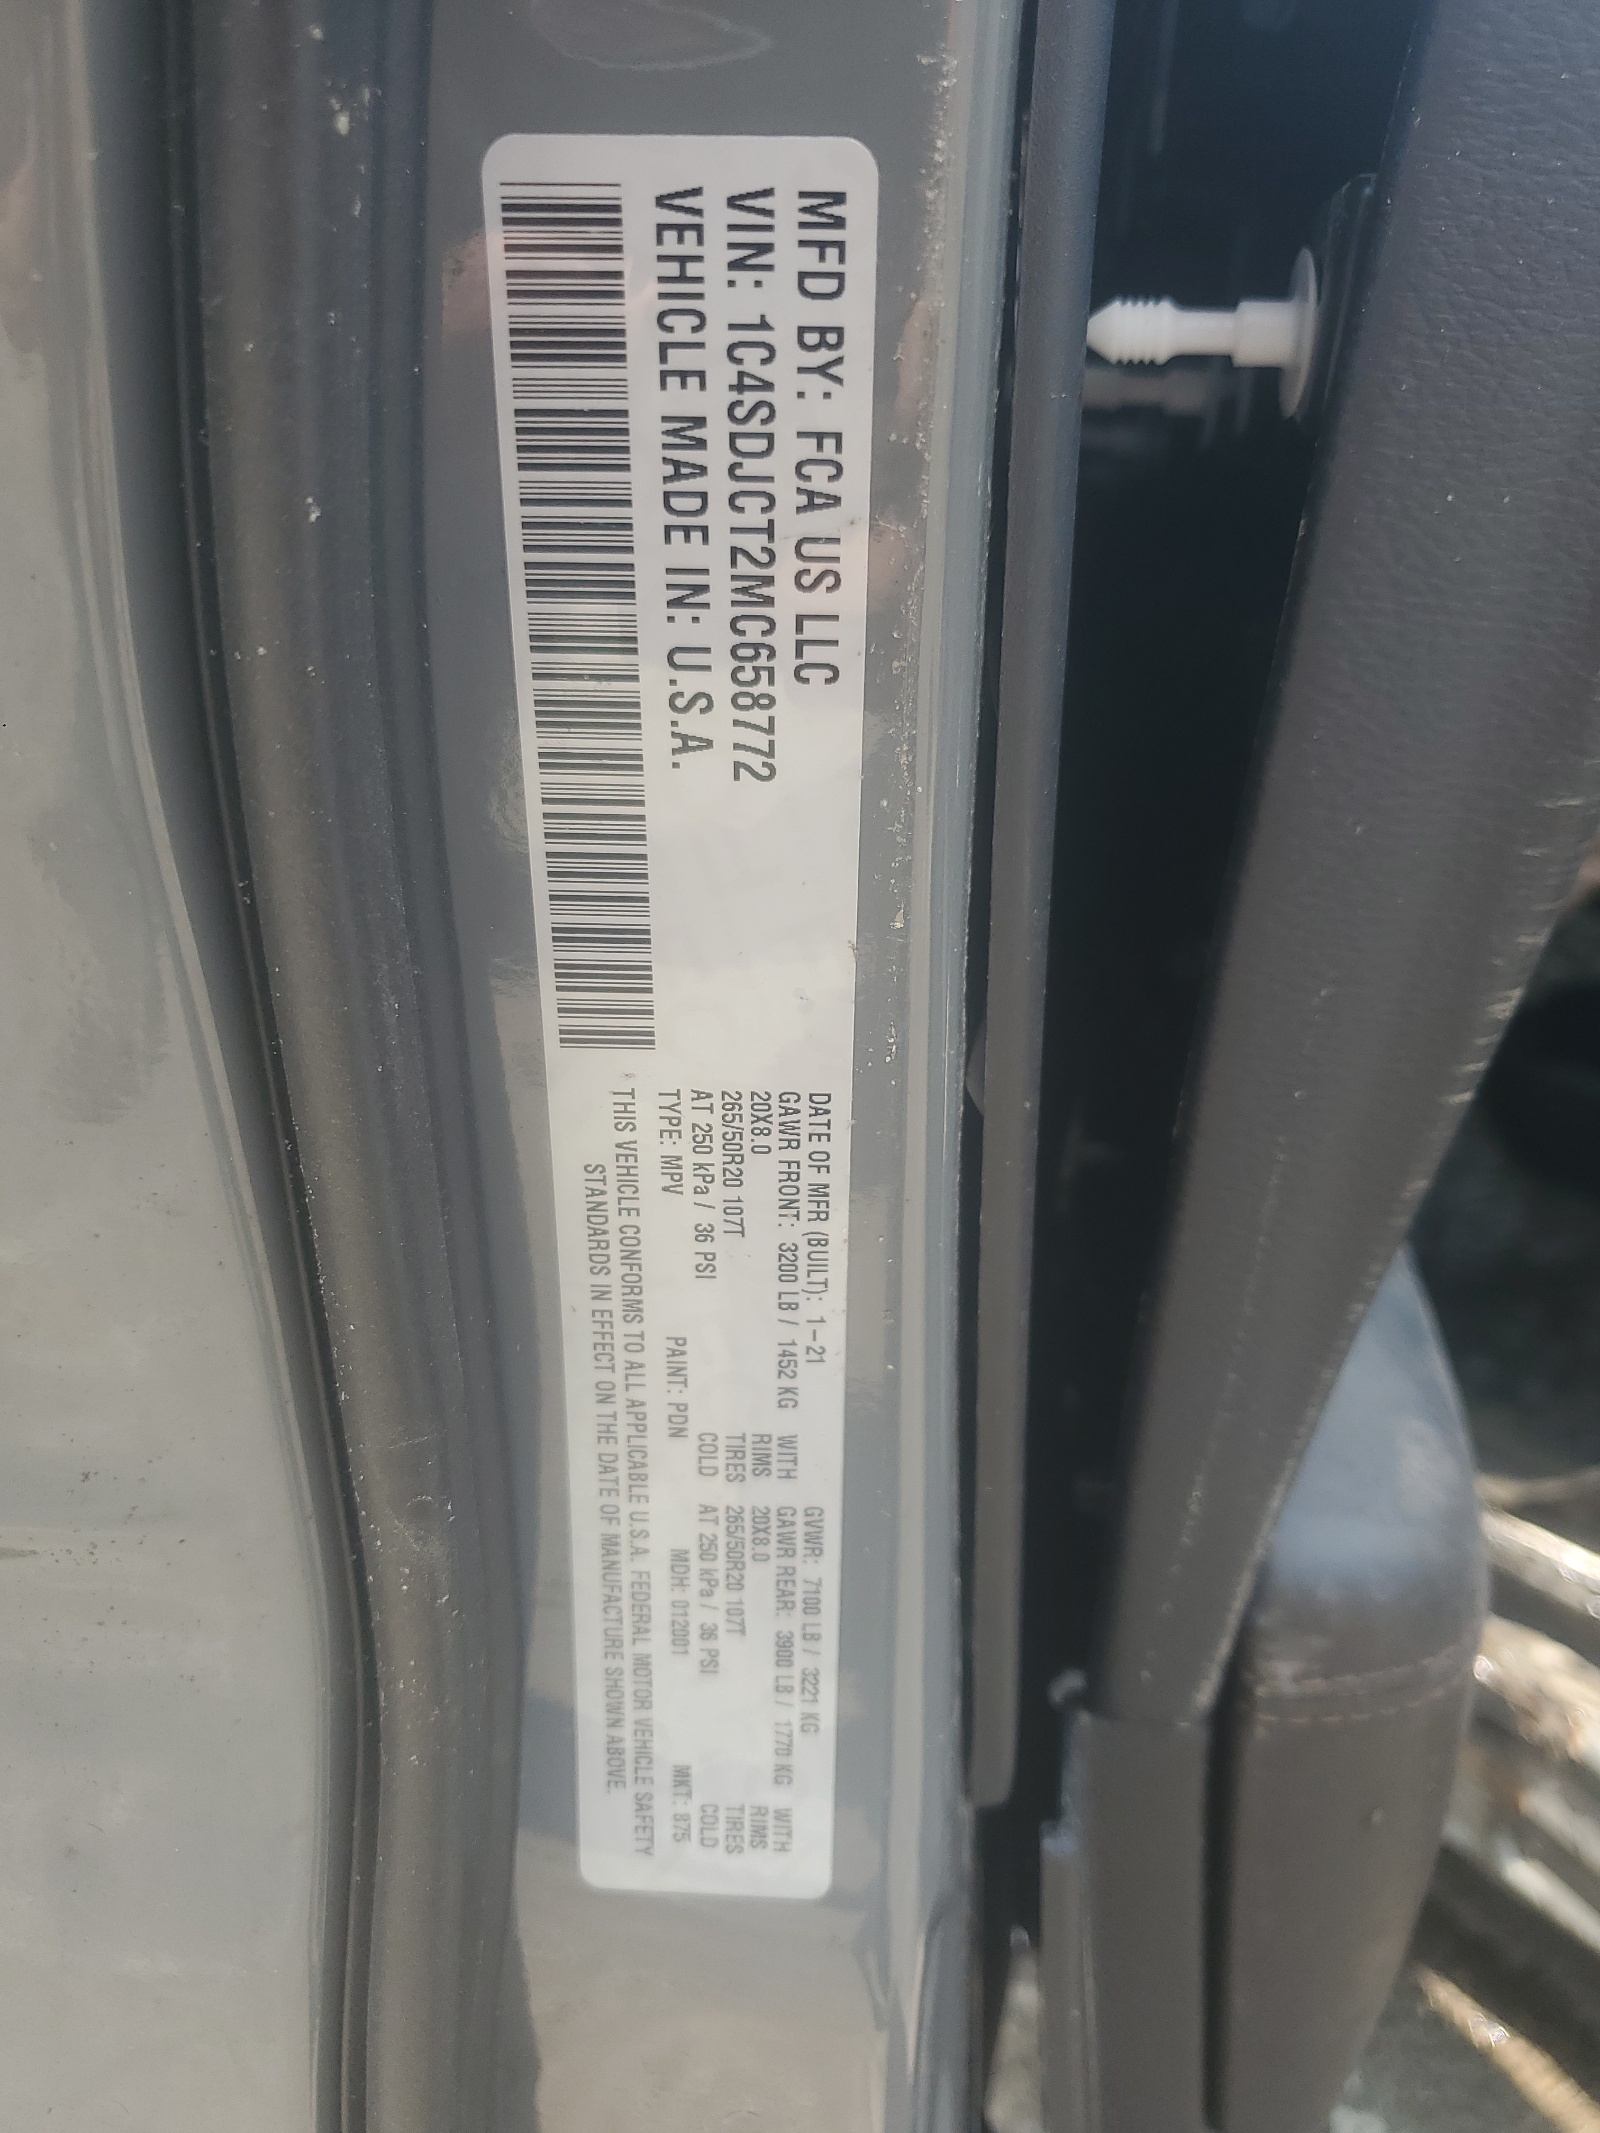 MFD BY: FCA US LLC
VIN: 1C4SDJCT2MC658772
VEHICLE MADE IN: U.S.A.
DATE OF MFR (BUILT): 1-21 GVWR: 7100 LB / 3221 KG
GAWR FRONT: 3200 LB / 1452 KG WITH GAWR REAR: 3900 LB / 1770 KG WITH
20X8.0 RIMS 20X8.0 RIMS
265/50R20 107T TIRES 265/50R20 107T TIRES
AT 250 kPa / 36 PSI COLD AT 250 kPa / 36 PSI COLD
TYPE: MPV PAINT: PDN MDH: 012001 MKT: 875
THIS VEHICLE CONFORMS TO ALL APPLICABLE U.S.A. FEDERAL MOTOR VEHICLE SAFETY
STANDARDS IN EFFECT ON THE DATE OF MANUFACTURE SHOWN ABOVE.